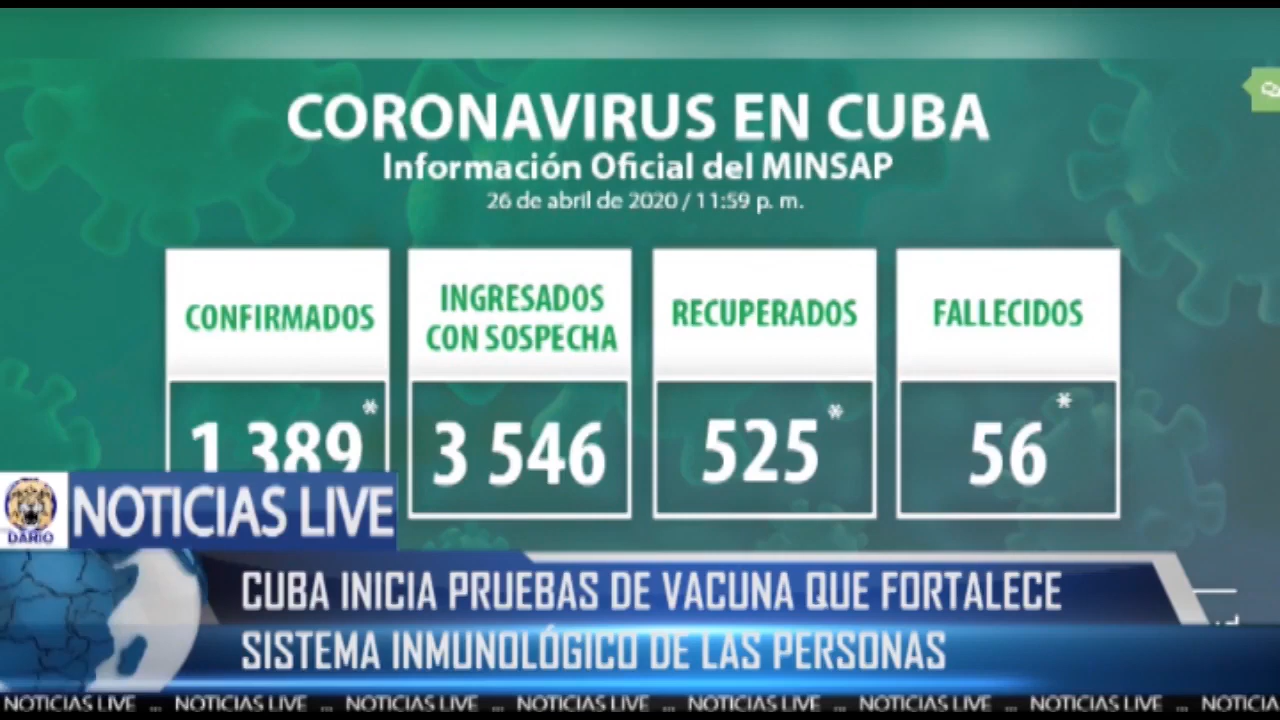 CORONAVIRUS EN CUBA
Información Oficial del MINSAP
26 de abril de 2020 / 11:59 p. m.
CONFIRMADOS
1 389*
INGRESADOS
CON SOSPECHA
3 546
RECUPERADOS
525*
FALLECIDOS
56*
DARIO
NOTICIAS LIVE
CUBA INICIA PRUEBAS DE VACUNA QUE FORTALECE
SISTEMA INMUNOLÓGICO DE LAS PERSONAS
NOTICIAS LIVE ... NOTICIAS LIVE ... NOTICIAS LIVE ... NOTICIAS LIVE ... NOTICIAS LIVE ... NOTICIAS LIVE ... NOTICIAS LIVE ... NOTICIA